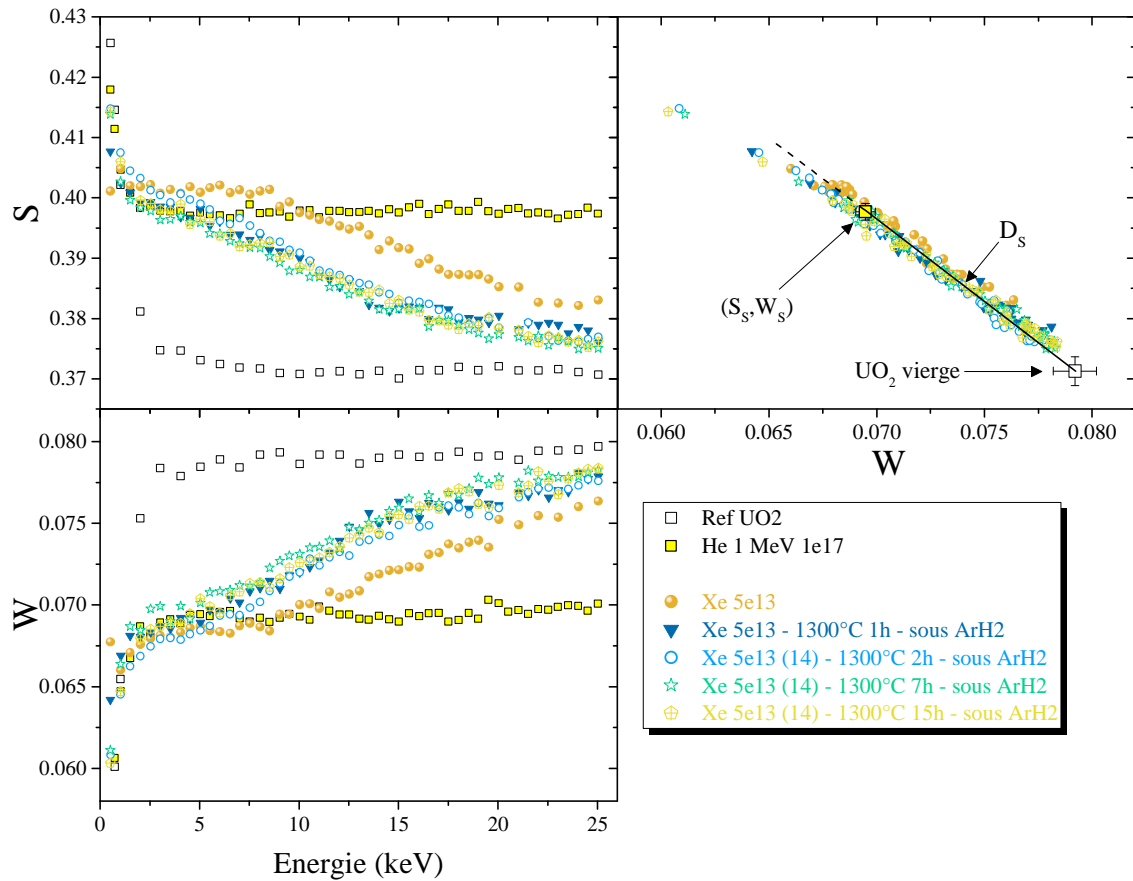 0.43
0.42
0.41
0.40
0.39
0.38
0.37
S
D_S
(S_S,W_S)
UO_2 vierge
0.060 0.065 0.070 0.075 0.080
W
0.080
0.075
0.070
0.065
0.060
W
0 5 10 15 20 25
Energie (keV)
Ref UO2
He 1 MeV 1e17
Xe 5e13
Xe 5e13 - 1300°C 1h - sous ArH2
Xe 5e13 (14) - 1300°C 2h - sous ArH2
Xe 5e13 (14) - 1300°C 7h - sous ArH2
Xe 5e13 (14) - 1300°C 15h - sous ArH2